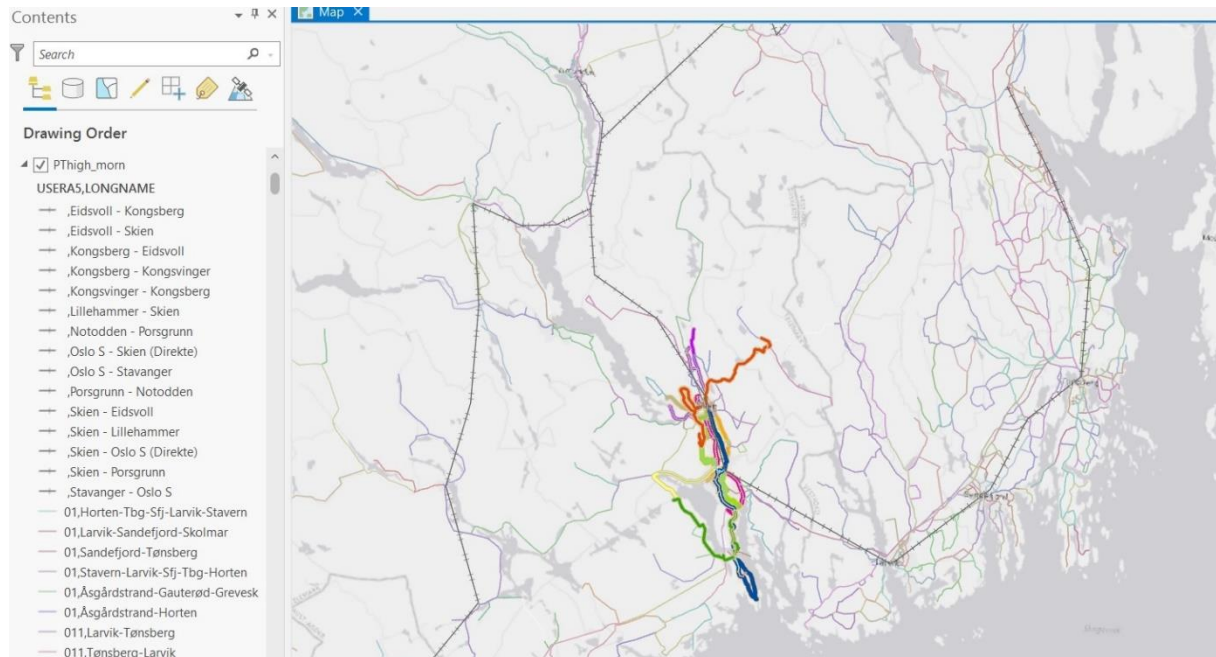 Contents
Map
Search
Drawing Order
PThigh_morn
USERA5,LONGNAME
,Eidsvoll - Kongsberg
,Eidsvoll - Skien
,Kongsberg - Eidsvoll
,Kongsberg - Kongsvinger
,Kongsvinger - Kongsberg
,Lillehammer - Skien
,Notodden - Porsgrunn
,Oslo S - Skien (Direkte)
,Oslo S - Stavanger
,Porsgrunn - Notodden
,Skien - Eidsvoll
,Skien - Lillehammer
,Skien - Oslo S (Direkte)
,Skien - Porsgrunn
,Stavanger - Oslo S
01,Horten-Tbg-Sfj-Larvik-Stavern
01,Larvik-Sandefjord-Skolmar
01,Sandefjord-Tønsberg
01,Stavern-Larvik-Sfj-Tbg-Horten
01,Åsgårdstrand-Gauterød-Grevesk
01,Åsgårdstrand-Horten
011,Larvik-Tønsberg
011,Tønsberg-Larvik